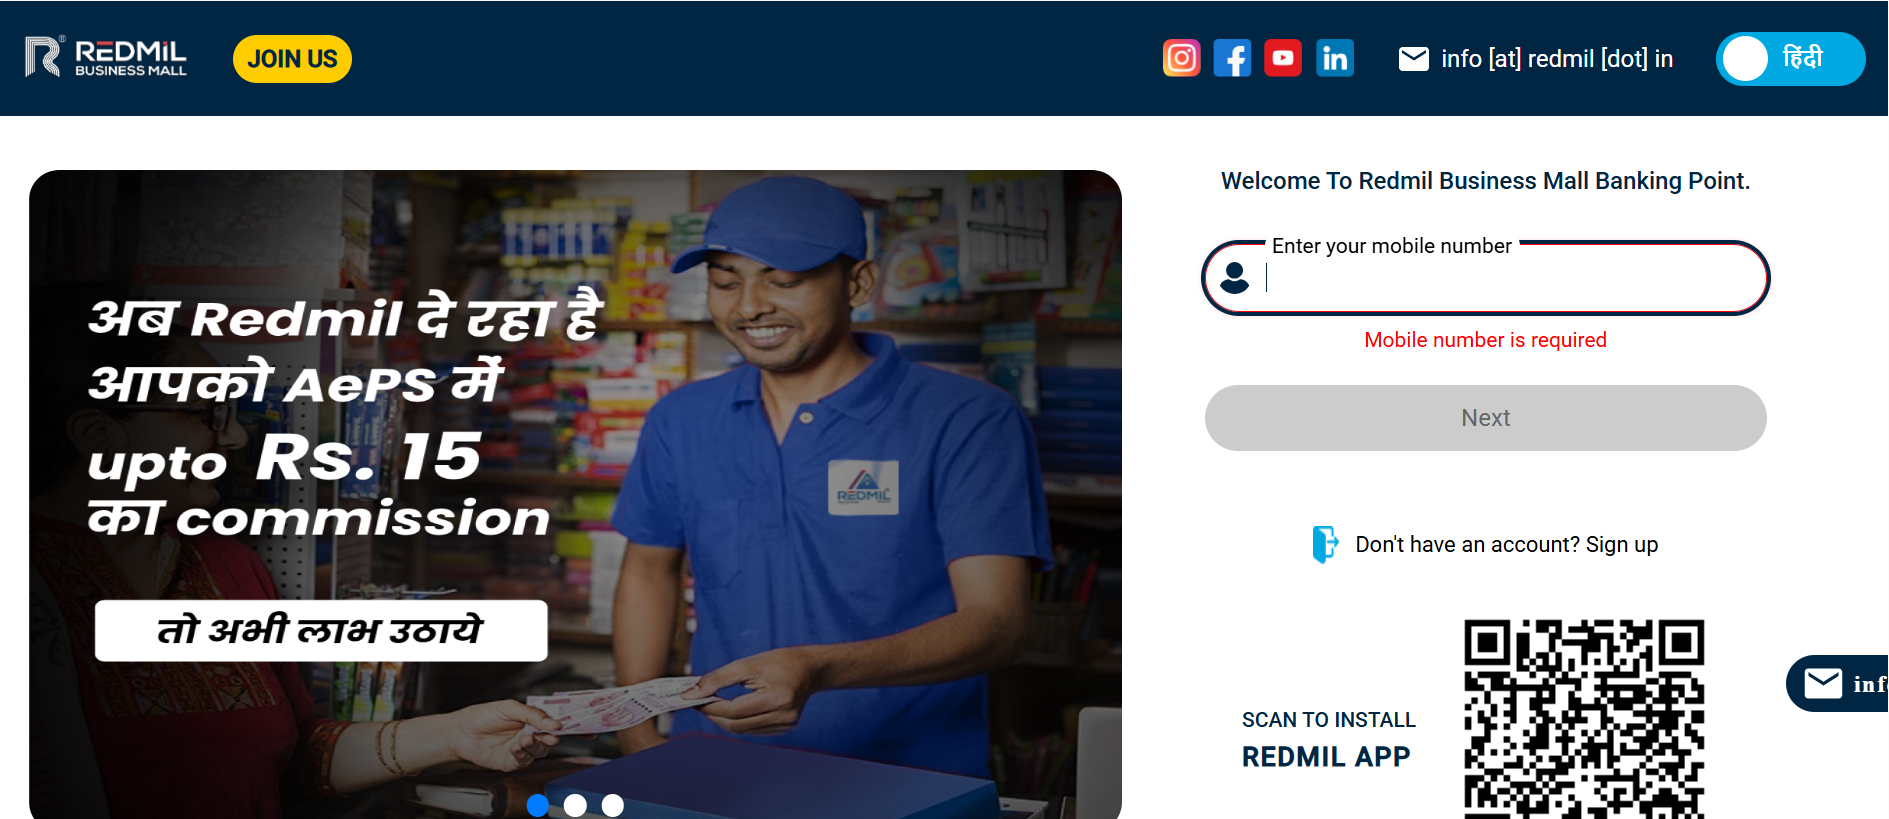 REDMIL
BUSINESS MALL
JOIN US
info [at] redmil [dot] in
हिंदी
अब Redmil दे रहा है
आपको AePS में
upto Rs. 15
का commission
तो अभी लाभ उठाये
REDMIL
Welcome To Redmil Business Mall Banking Point.
Enter your mobile number
Mobile number is required
Next
Don't have an account? Sign up
SCAN TO INSTALL
REDMIL APP